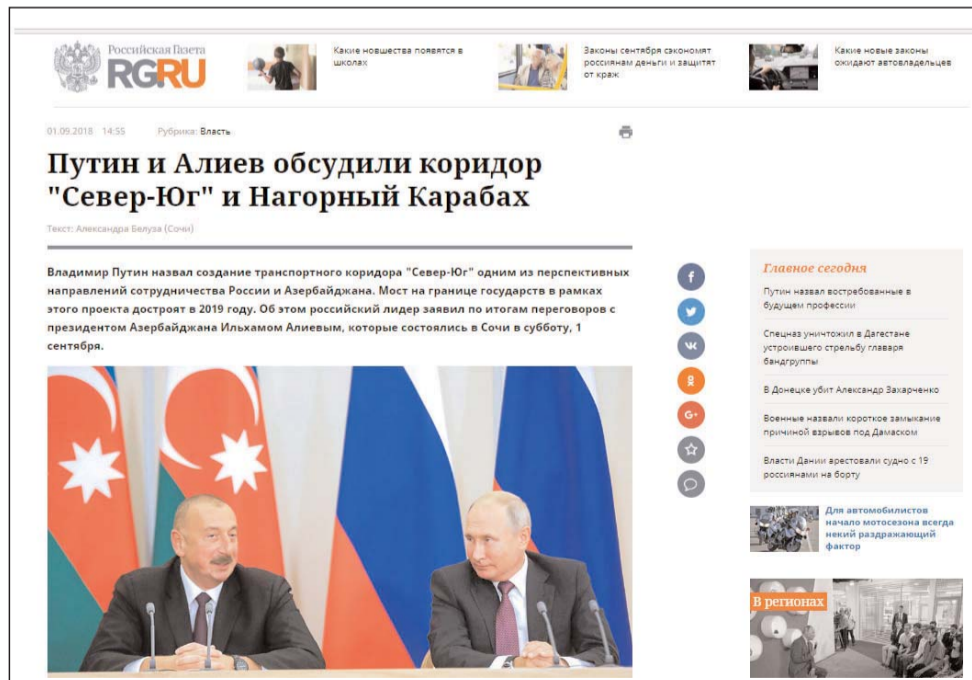 Российская Газета
RGRU
Какие новшества появятся в
школах
Законы сентября сэкономят
россиянам деньги и защитят
от краж
Какие новые законы
ожидают автовладельцев
01.09.2018 14:55 Рубрика: Власть
Путин и Алиев обсудили коридор
"Север-Юг" и Нагорный Карабах
Текст: Александра Белуза (Сочи)
Владимир Путин назвал создание транспортного коридора "Север-Юг" одним из перспективных
направлений сотрудничества России и Азербайджана. Мост на границе государств в рамках
этого проекта достроят в 2019 году. Об этом российский лидер заявил по итогам переговоров с
президентом Азербайджана Ильхамом Алиевым, которые состоялись в Сочи в субботу, 1
сентября.
G+
Главное сегодня
Путин назвал востребованные в
будущем профессии
Спецназ уничтожил в Дагестане
устроившего стрельбу главаря
бандгруппы
В Донецке убит Александр Захарченко
Военные назвали короткое замыкание
причиной взрывов под Дамаском
Власти Дании арестовали судно с 19
россиянами на борту
Для автомобилистов
начало мотосезона всегда
некий раздражающий
фактор
В регионах